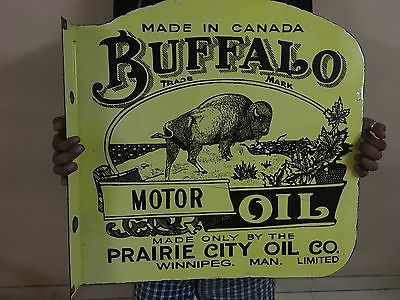 MADE IN CANADA
BUFFALO
TRADE MARK
MOTOR OIL
MADE ONLY BY THE
PRAIRIE CITY OIL CO.
WINNIPEG. MAN. LIMITED